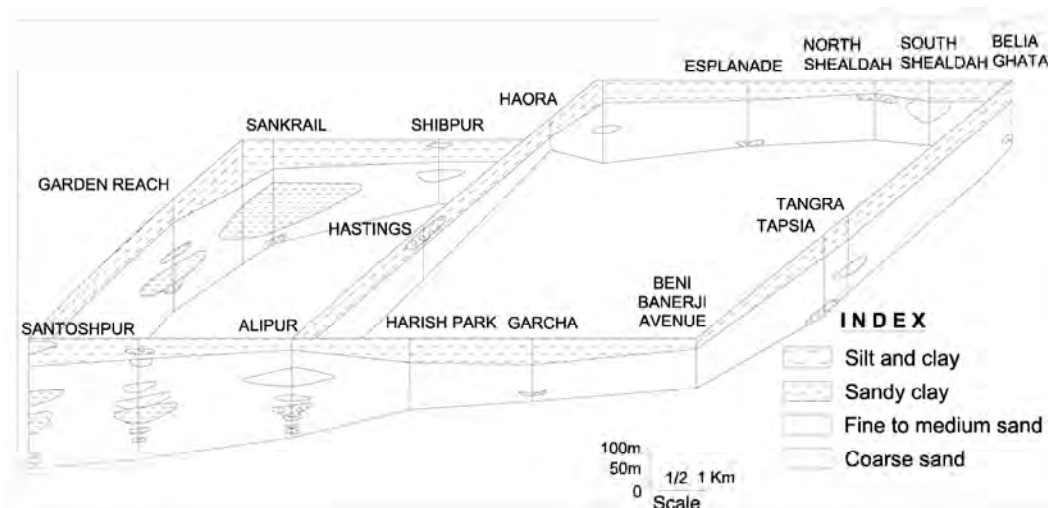 NORTH SHEALDAH
SOUTH SHEALDAH
BELIA GHATA
ESPLANADE
HAORA
SANKRAIL
SHIBPUR
GARDEN REACH
HASTINGS
TANGRA
TAPSIA
BENI BANERJI AVENUE
SANTOSHPUR
ALIPUR
HARISH PARK
GARCHA
INDEX
Silt and clay
Sandy clay
Fine to medium sand
Coarse sand
100m
50m
0
1/2 1 Km
Scale